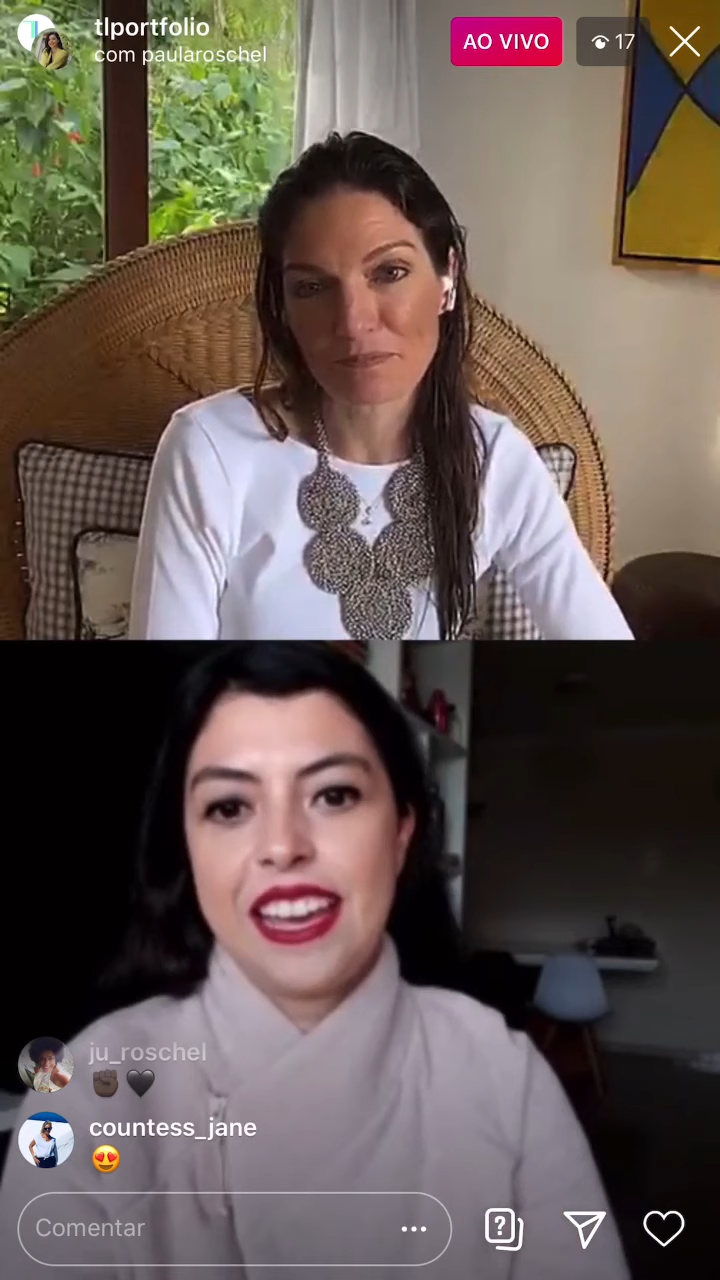 tlportfolio
com paularoschel
AO VIVO
17
ju_roschel
✊🏿 🖤
countess_jane
😍
Comentar